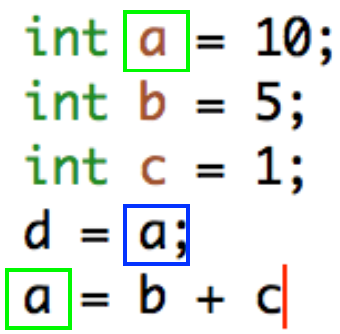 int a = 10;
int b = 5;
int c = 1;
d = a;
a = b + c